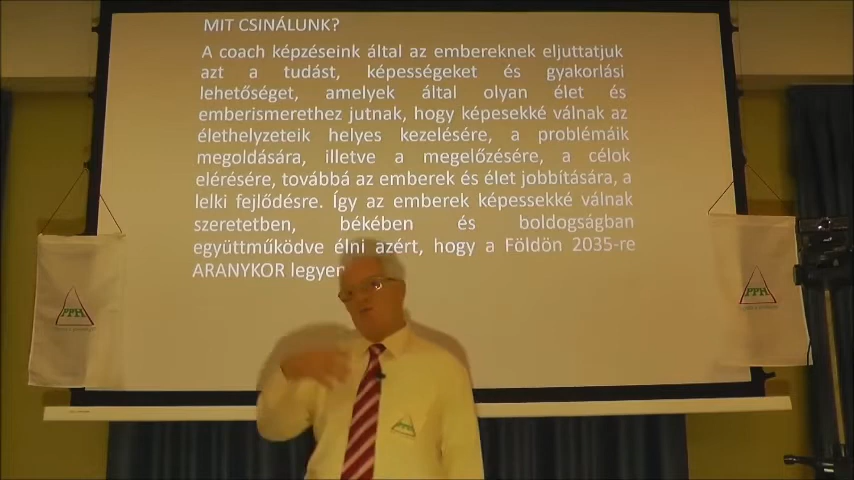 MIT CSINÁLUNK?
A coach képzéseink által az embereknek eljuttatjuk
azt a tudást, képességeket és gyakorlási
lehetőséget, amelyek által olyan élet és
emberismerethez jutnak, hogy képesekké válnak az
élethelyzeteik helyes kezelésére, a problémáik
megoldására, illetve a megelőzésére, a célok
elérésére, továbbá az emberek és élet jobbítására, a
lelki fejlődésre. Így az emberek képesekké válnak
szeretetben, békében és boldogságban
együttműködve élni azért, hogy a FÖLDÖN 2035-re
ARANYKOR legyen
PPH
PPH